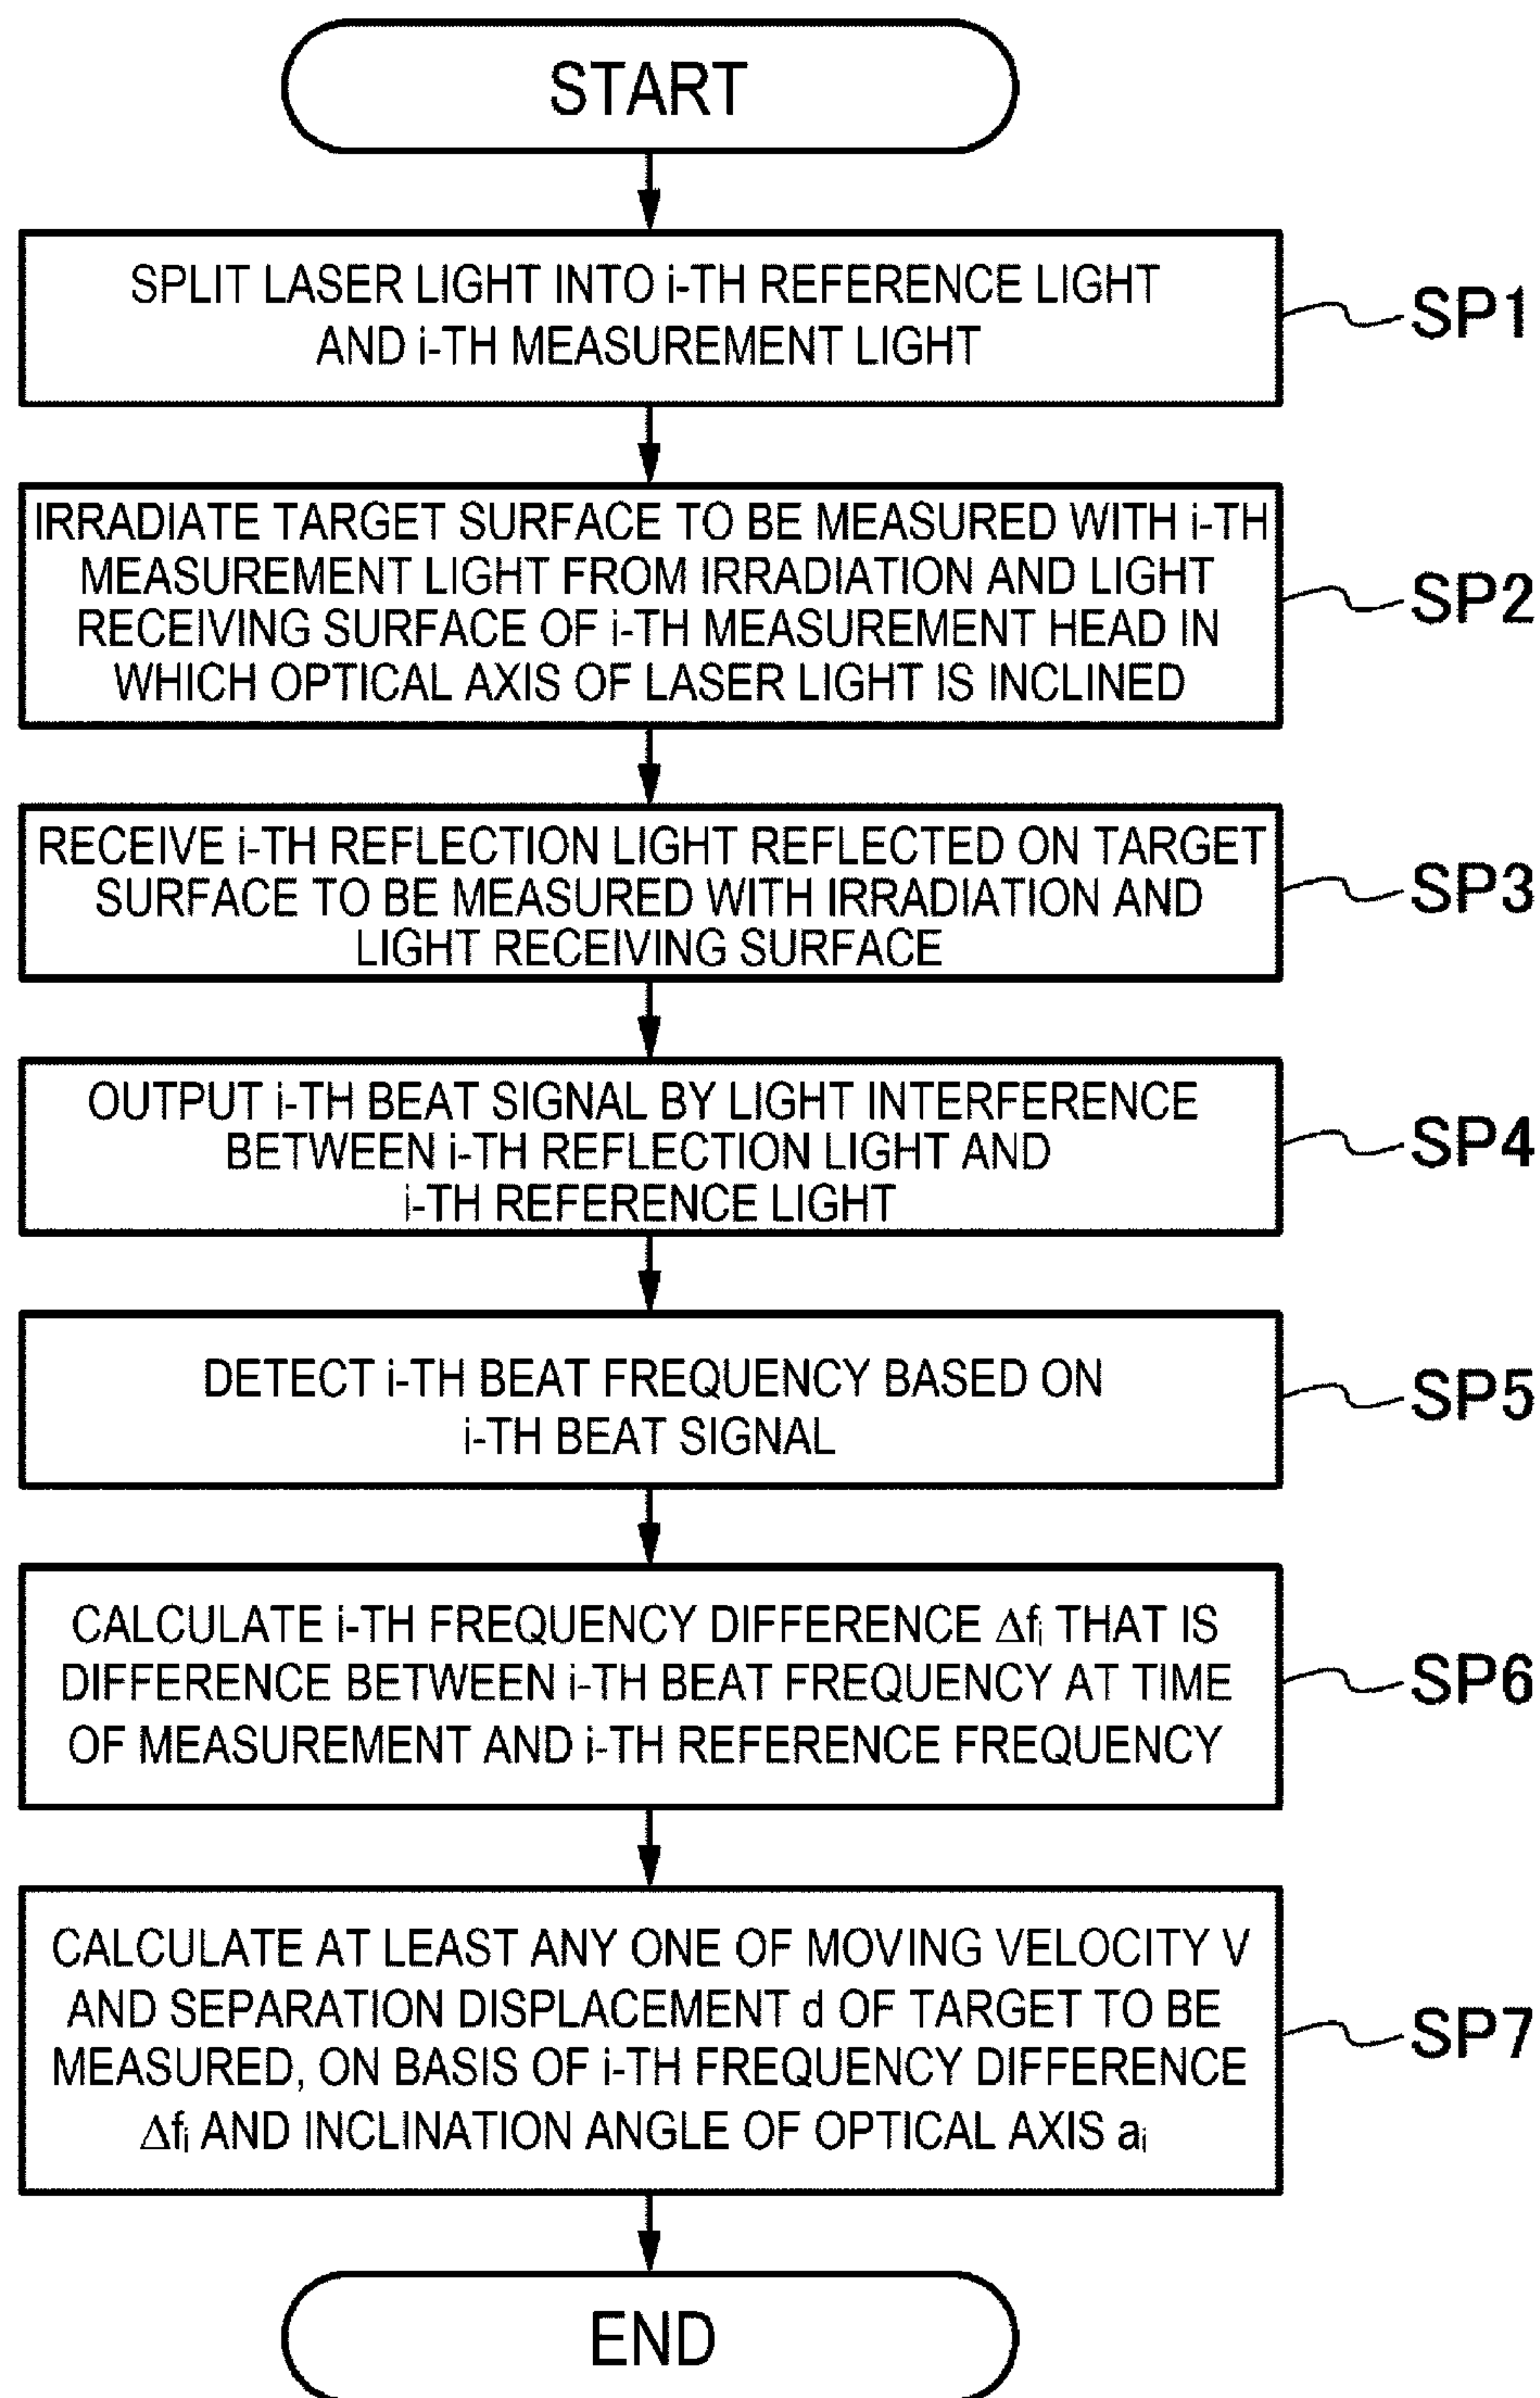 START
SPLIT LASER LIGHT INTO i-TH REFERENCE LIGHT
AND i-TH MEASUREMENT LIGHT
SP1
IRRADIATE TARGET SURFACE TO BE MEASURED WITH i-TH
MEASUREMENT LIGHT FROM IRRADIATION AND LIGHT
RECEIVING SURFACE OF i-TH MEASUREMENT HEAD IN
WHICH OPTICAL AXIS OF LASER LIGHT IS INCLINED
SP2
RECEIVE i-TH REFLECTION LIGHT REFLECTED ON TARGET
SURFACE TO BE MEASURED WITH IRRADIATION AND
LIGHT RECEIVING SURFACE
SP3
OUTPUT i-TH BEAT SIGNAL BY LIGHT INTERFERENCE
BETWEEN i-TH REFLECTION LIGHT AND
i-TH REFERENCE LIGHT
SP4
DETECT i-TH BEAT FREQUENCY BASED ON
i-TH BEAT SIGNAL
SP5
CALCULATE i-TH FREQUENCY DIFFERENCE Δfᵢ THAT IS
DIFFERENCE BETWEEN i-TH BEAT FREQUENCY AT TIME
OF MEASUREMENT AND i-TH REFERENCE FREQUENCY
SP6
CALCULATE AT LEAST ANY ONE OF MOVING VELOCITY V
AND SEPARATION DISPLACEMENT d OF TARGET TO BE
MEASURED, ON BASIS OF i-TH FREQUENCY DIFFERENCE
Δfᵢ AND INCLINATION ANGLE OF OPTICAL AXIS aᵢ
SP7
END